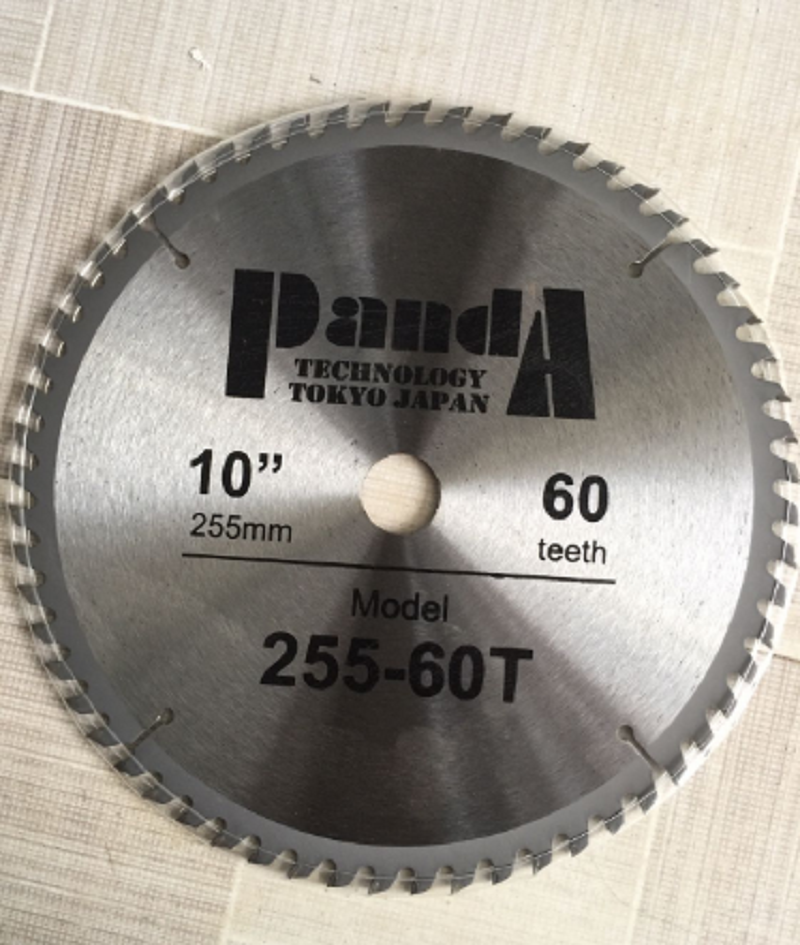 PandA
TECHNOLOGY
TOKYO JAPAN
10”
255mm
60
teeth
Model
255-60T